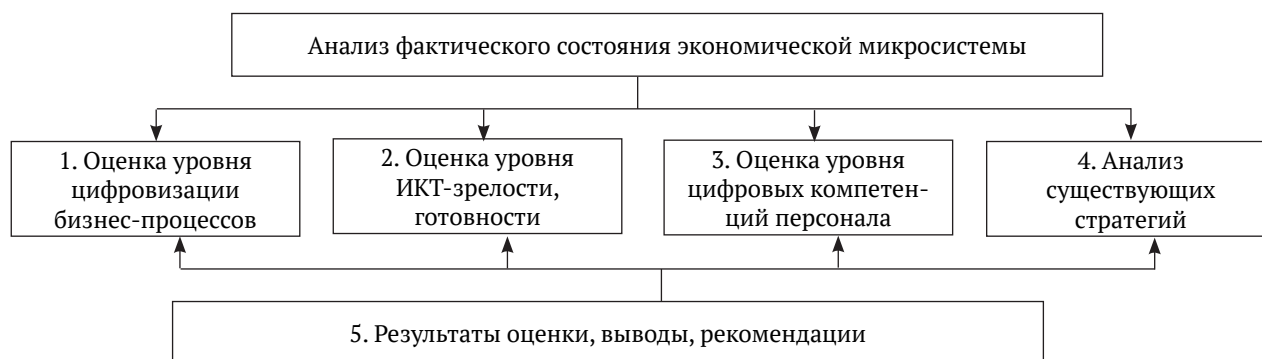 Анализ фактического состояния экономической микросистемы
1. Оценка уровня
цифровизации
бизнес-процессов
2. Оценка уровня
ИКТ-зрелости,
готовности
3. Оценка уровня
цифровых компетен-
ций персонала
4. Анализ
существующих
стратегий
5. Результаты оценки, выводы, рекомендации